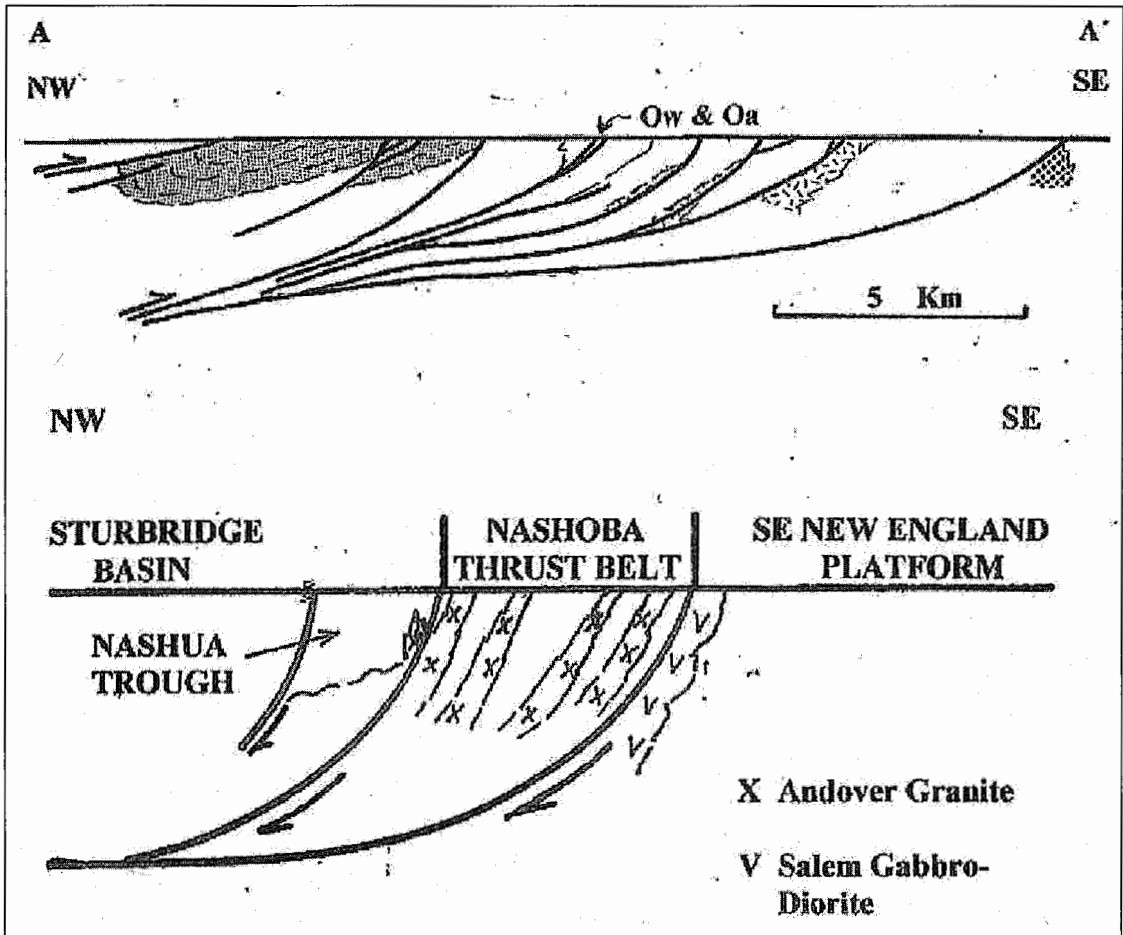 A A'
NW SE
Ow & Oa
5 Km
NW SE
STURBRIDGE BASIN
NASHOBA THRUST BELT
SE NEW ENGLAND PLATFORM
NASHUA TROUGH
X X X
X X X X
X X X
V V V V V
X Andover Granite
V Salem Gabbro-
Diorite